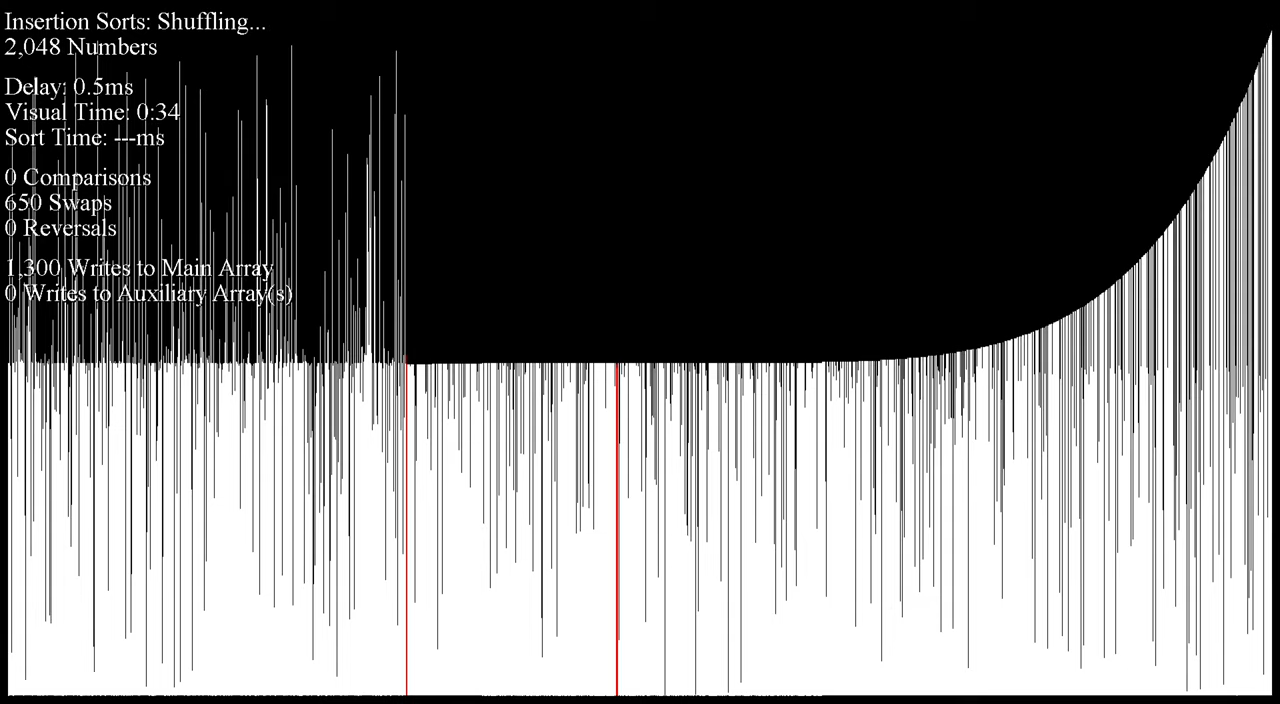 Insertion Sorts: Shuffling...
2,048 Numbers
Delay: 0.5ms
Visual Time: 0:34
Sort Time: ---ms
0 Comparisons
650 Swaps
0 Reversals
1,300 Writes to Main Array
0 Writes to Auxiliary Array(s)